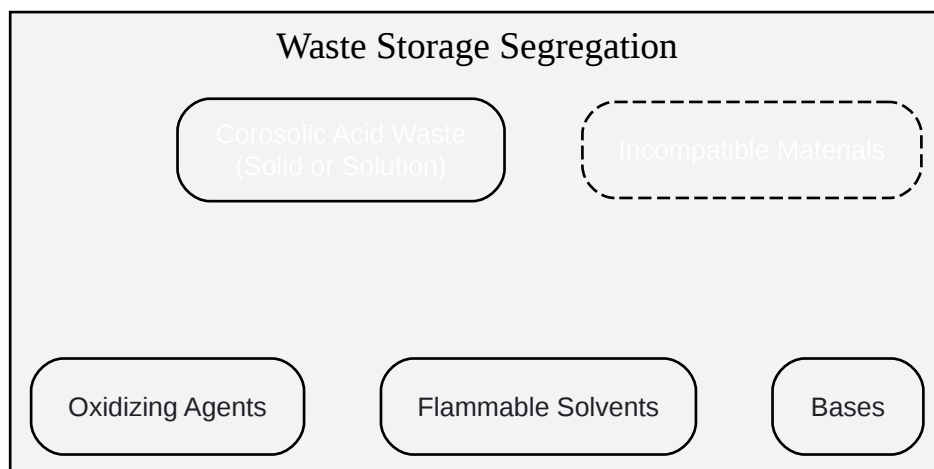 Waste Storage Segregation
Corosolic Acid Waste
(Solid or Solution)
Incompatible Materials
Oxidizing Agents
Flammable Solvents
Bases